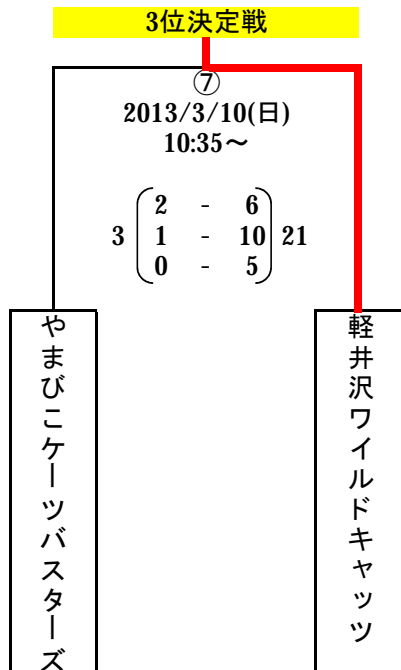 3位決定戦
⑦
2013/3/10(日)
10:35～
2 - 6
3 1 - 10 21
0 - 5
やまびこケーツバスターズ
軽井沢ワイルドキャッツ